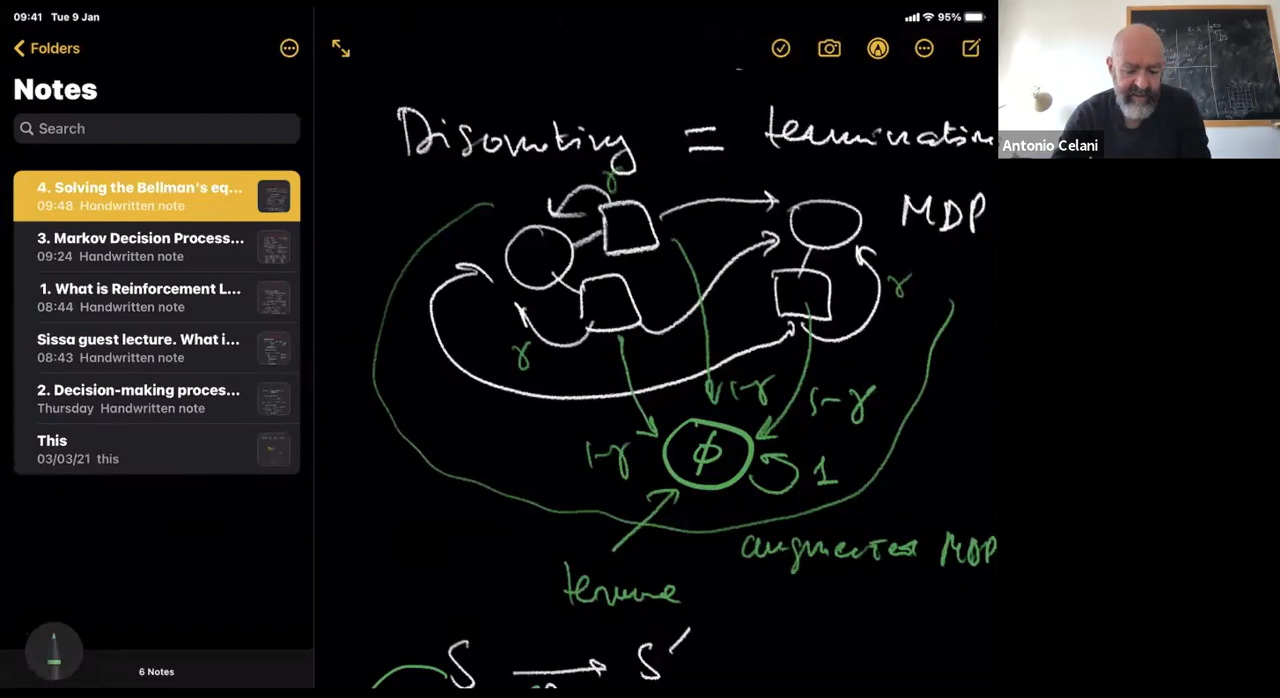 09:41 Tue 9 Jan
95%
Folders
Notes
Search
4. Solving the Bellman's eq...
09:48 Handwritten note
3. Markov Decision Process...
09:24 Handwritten note
1. What is Reinforcement L...
08:44 Handwritten note
Sissa guest lecture. What i...
08:43 Handwritten note
2. Decision-making proces...
Thursday Handwritten note
This
03/03/21 this
6 Notes
Discounting = termination
γ
MDP
γ
γ
1-γ
1-γ
1-γ
φ
1
augmented MDP
S → S'
Antonio Celani